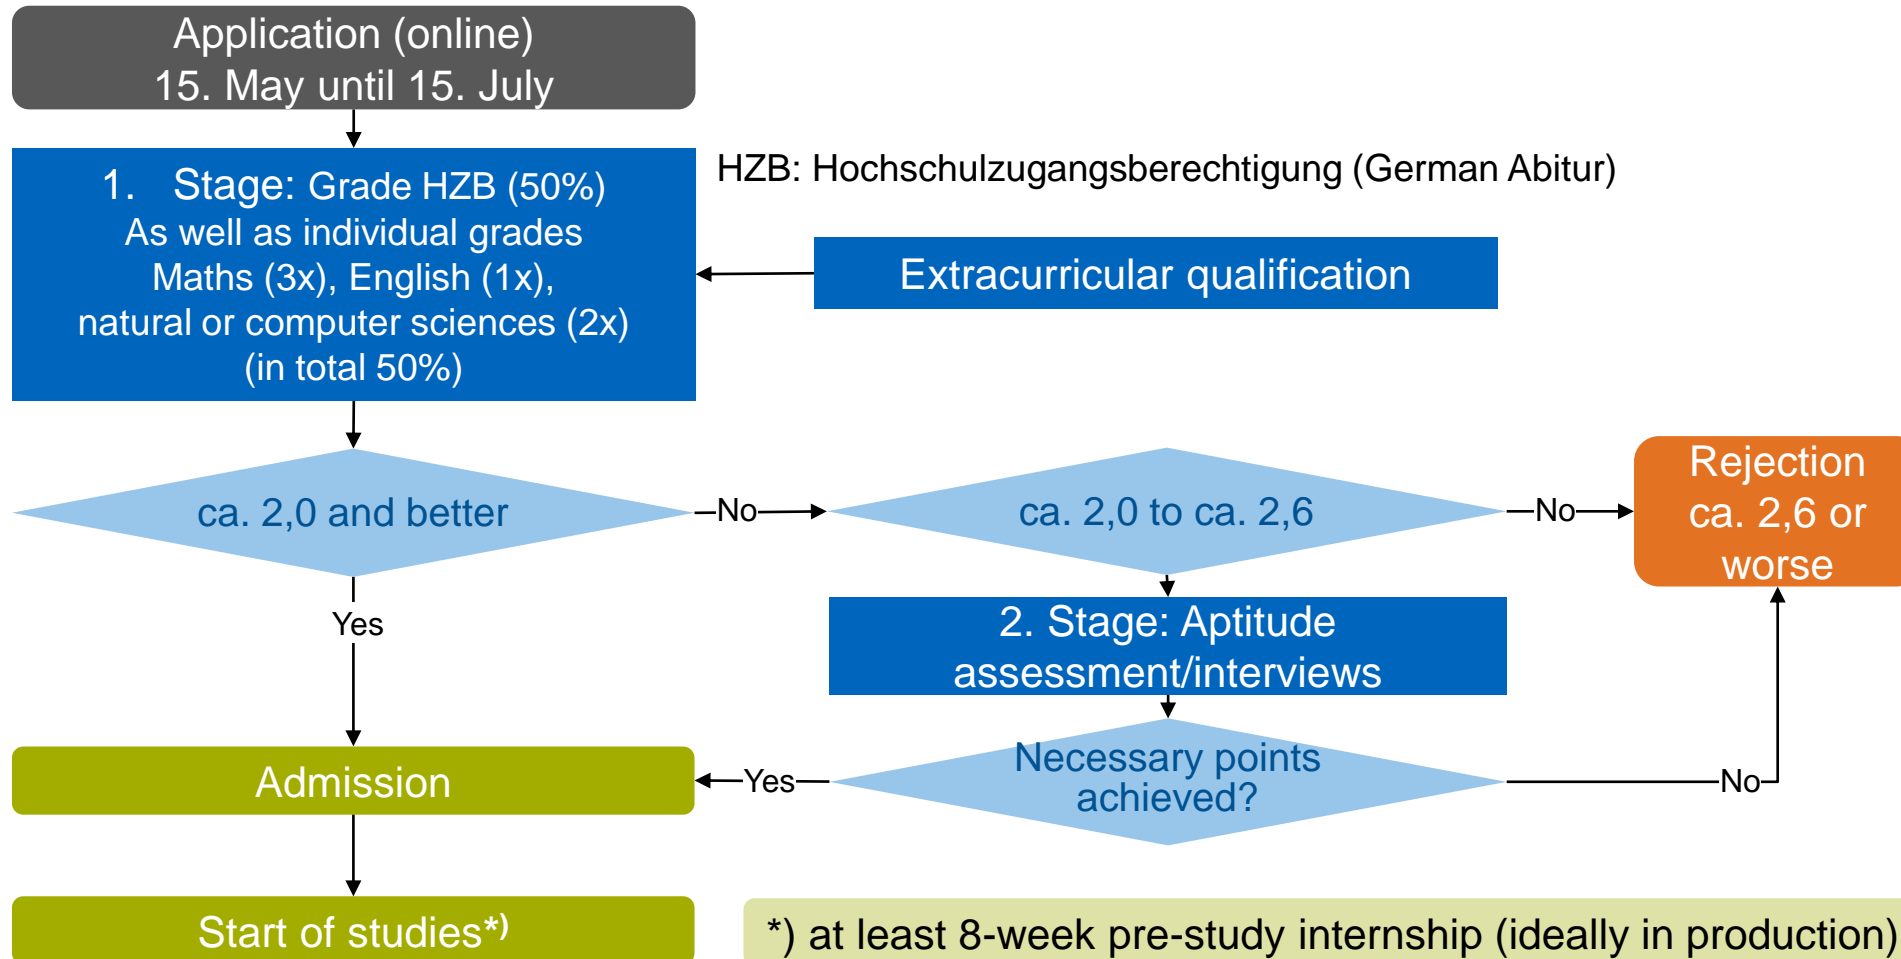 Application (online)
15. May until 15. July
1. Stage: Grade HZB (50%)
As well as individual grades
Maths (3x), English (1x),
natural or computer sciences (2x)
(in total 50%)
HZB: Hochschulzugangsberechtigung (German Abitur)
Extracurricular qualification
ca. 2,0 and better
No
ca. 2,0 to ca. 2,6
No
Rejection
ca. 2,6 or
worse
Yes
2. Stage: Aptitude
assessment/interviews
Admission
Yes
Necessary points
achieved?
No
Start of studies*)
*) at least 8-week pre-study internship (ideally in production)